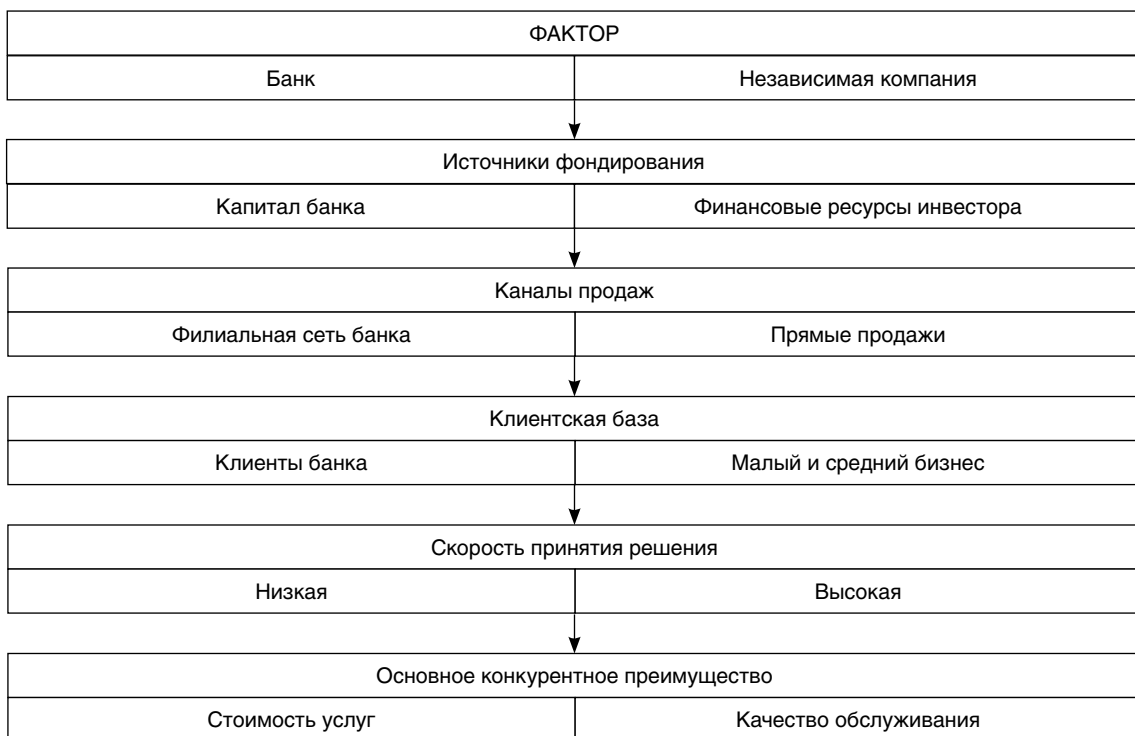 ФАКТОР
Банк Независимая компания
Источники фондирования
Капитал банка Финансовые ресурсы инвестора
Каналы продаж
Филиальная сеть банка Прямые продажи
Клиентская база
Клиенты банка Малый и средний бизнес
Скорость принятия решения
Низкая Высокая
Основное конкурентное преимущество
Стоимость услуг Качество обслуживания